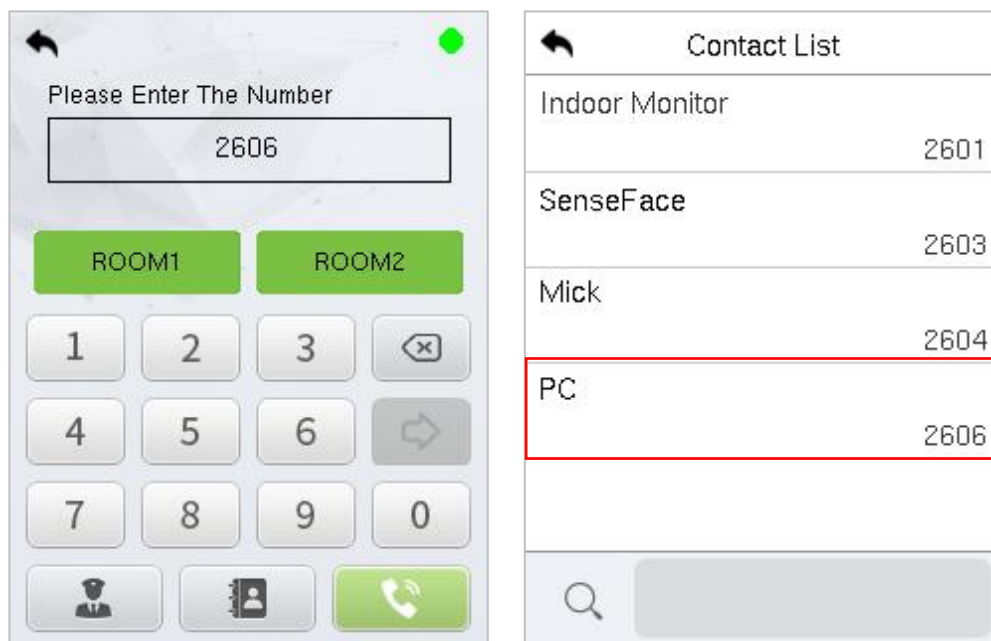 Please Enter The Number
2606
ROOM1 ROOM2
1 2 3
4 5 6
7 8 9 0
Contact List
Indoor Monitor
2601
SenseFace
2603
Mick
2604
PC
2606